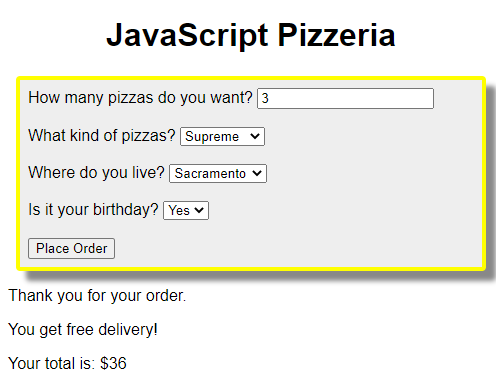 JavaScript Pizzeria
How many pizzas do you want? 3
What kind of pizzas? Supreme
Where do you live? Sacramento
Is it your birthday? Yes
Place Order
Thank you for your order.
You get free delivery!
Your total is: $36